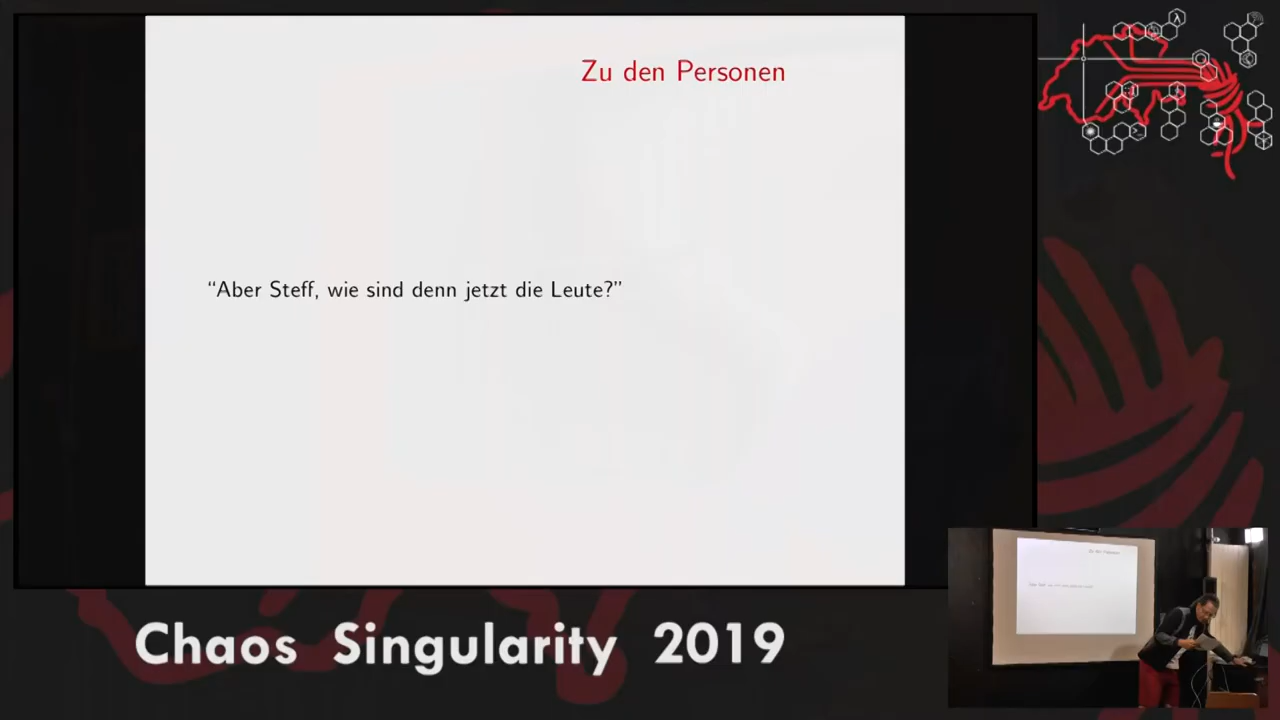 Zu den Personen
“Aber Steff, wie sind denn jetzt die Leute?”
Chaos Singularity 2019